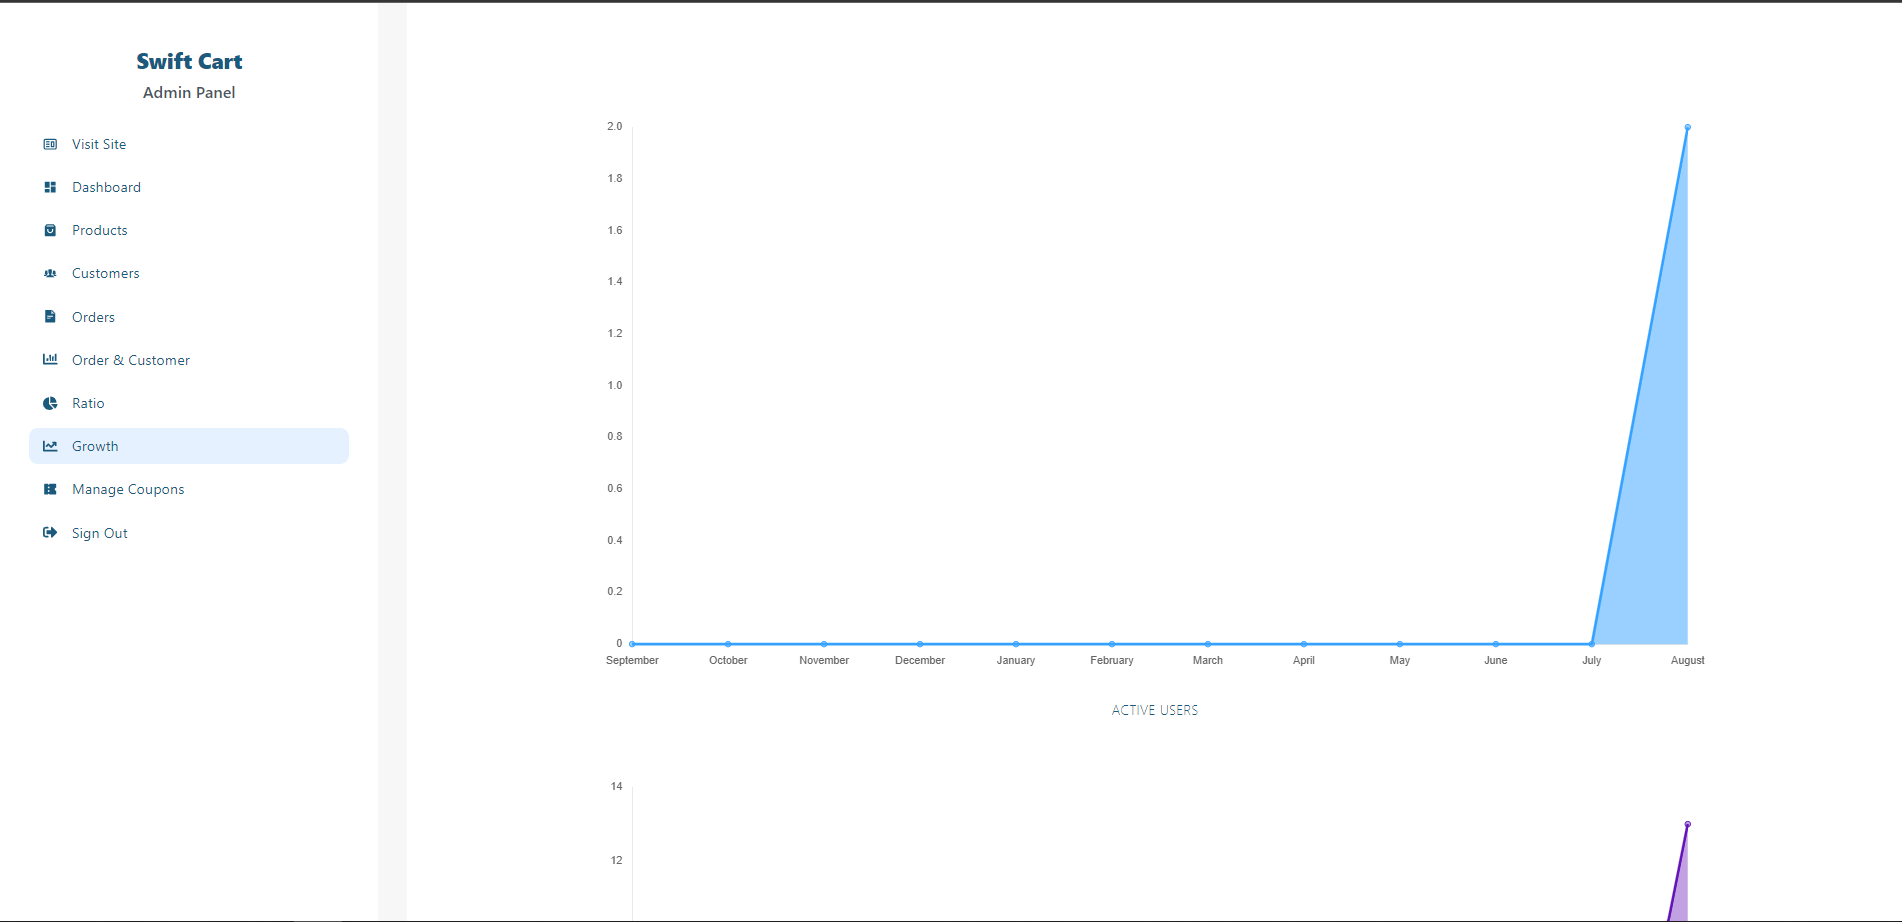 Swift Cart
Admin Panel
Visit Site
Dashboard
Products
Customers
Orders
Order & Customer
Ratio
Growth
Manage Coupons
Sign Out
2.0
1.8
1.6
1.4
1.2
1.0
0.8
0.6
0.4
0.2
0
September October November December January February March April May June July August
ACTIVE USERS
14
12